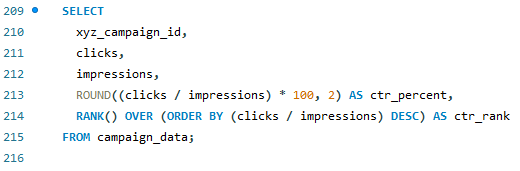 209 SELECT
210 xyz_campaign_id,
211 clicks,
212 impressions,
213 ROUND((clicks / impressions) * 100, 2) AS ctr_percent,
214 RANK() OVER (ORDER BY (clicks / impressions) DESC) AS ctr_rank
215 FROM campaign_data;
216